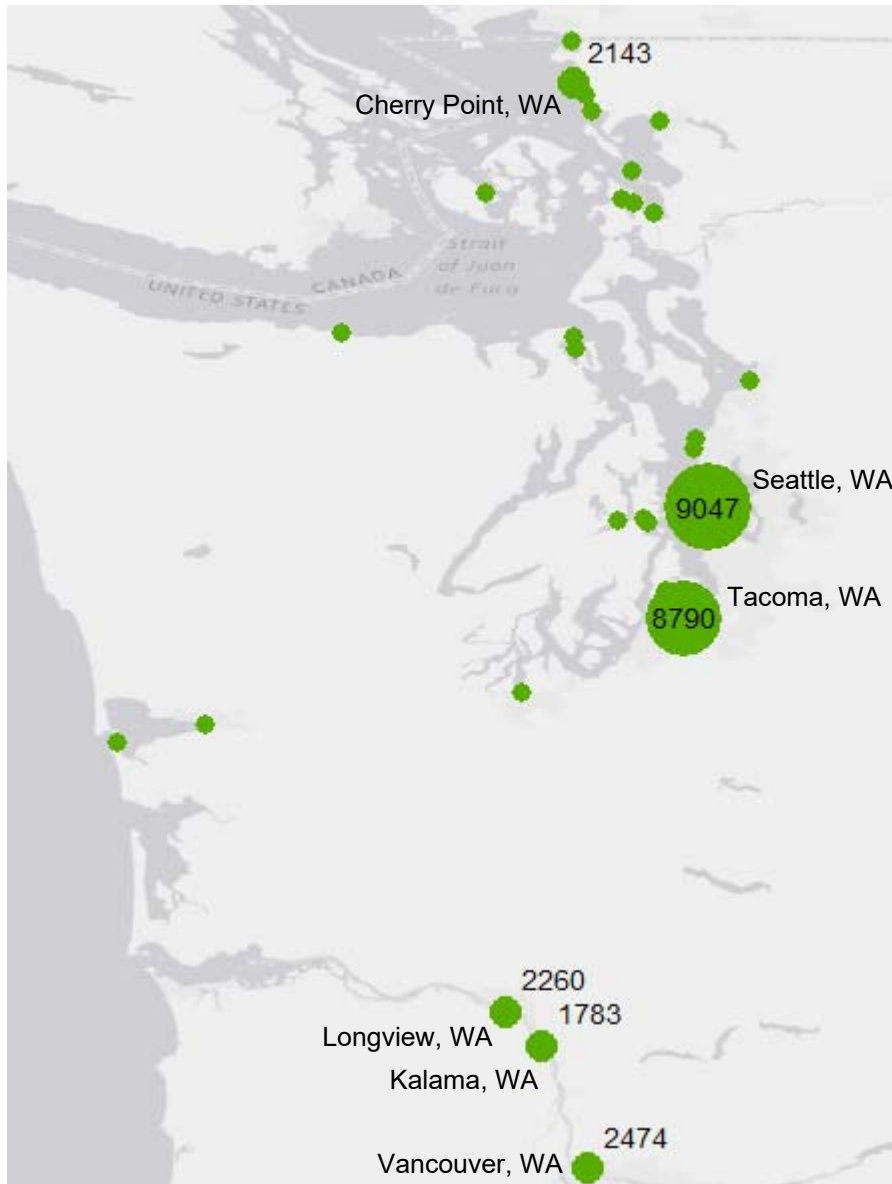 2143
Cherry Point, WA
Strait
of Juan
de Fuca
UNITED STATES
CANADA
Seattle, WA
9047
Tacoma, WA
8790
2260
1783
Longview, WA
Kalama, WA
2474
Vancouver, WA